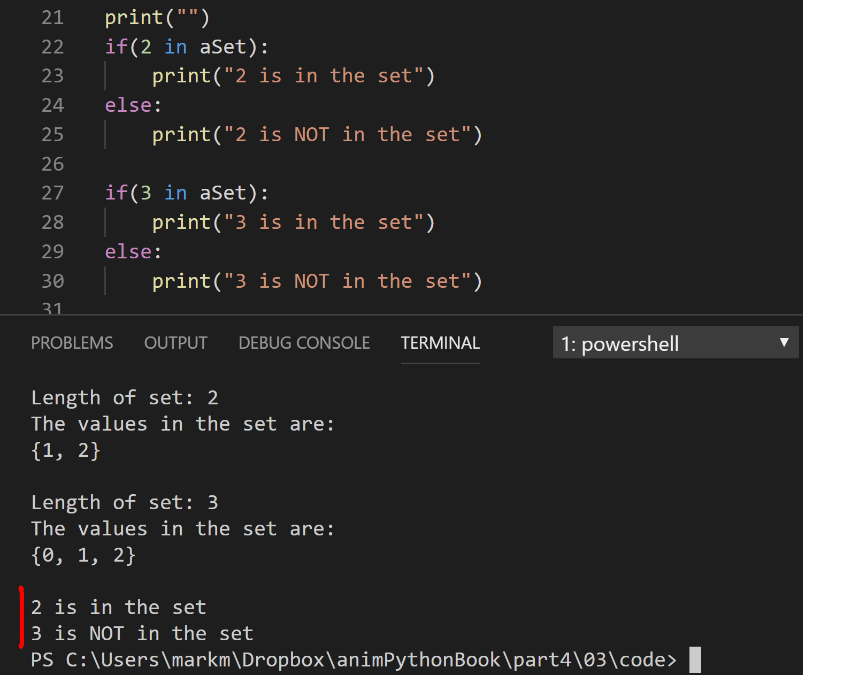 21 print("")
22 if(2 in aSet):
23 print("2 is in the set")
24 else:
25 print("2 is NOT in the set")
26
27 if(3 in aSet):
28 print("3 is in the set")
29 else:
30 print("3 is NOT in the set")
31
PROBLEMS OUTPUT DEBUG CONSOLE TERMINAL 1: powershell
Length of set: 2
The values in the set are:
{1, 2}
Length of set: 3
The values in the set are:
{0, 1, 2}
2 is in the set
3 is NOT in the set
PS C:\Users\markm\Dropbox\animPythonBook\part4\03\code>